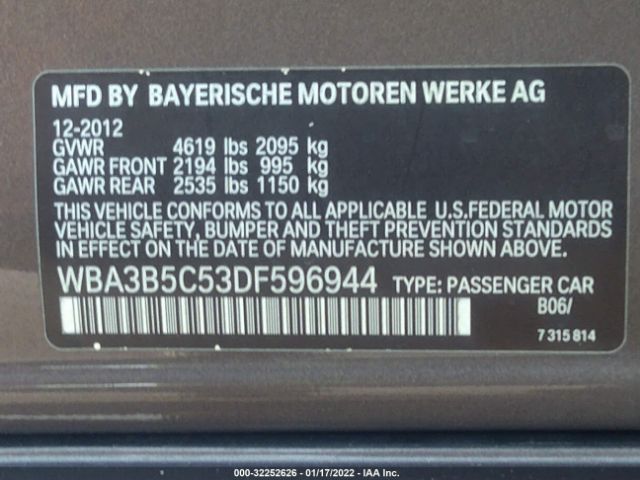 MFD BY BAYERISCHE MOTOREN WERKE AG
12-2012
GVWR 4619 lbs 2095 kg
GAWR FRONT 2194 lbs 995 kg
GAWR REAR 2535 lbs 1150 kg
THIS VEHICLE CONFORMS TO ALL APPLICABLE U.S.FEDERAL MOTOR
VEHICLE SAFETY, BUMPER AND THEFT PREVENTION STANDARDS
IN EFFECT ON THE DATE OF MANUFACTURE SHOWN ABOVE.
WBA3B5C53DF596944 TYPE: PASSENGER CAR
B06/
7 315 814
000-32252626 - 01/17/2022 - IAA Inc.